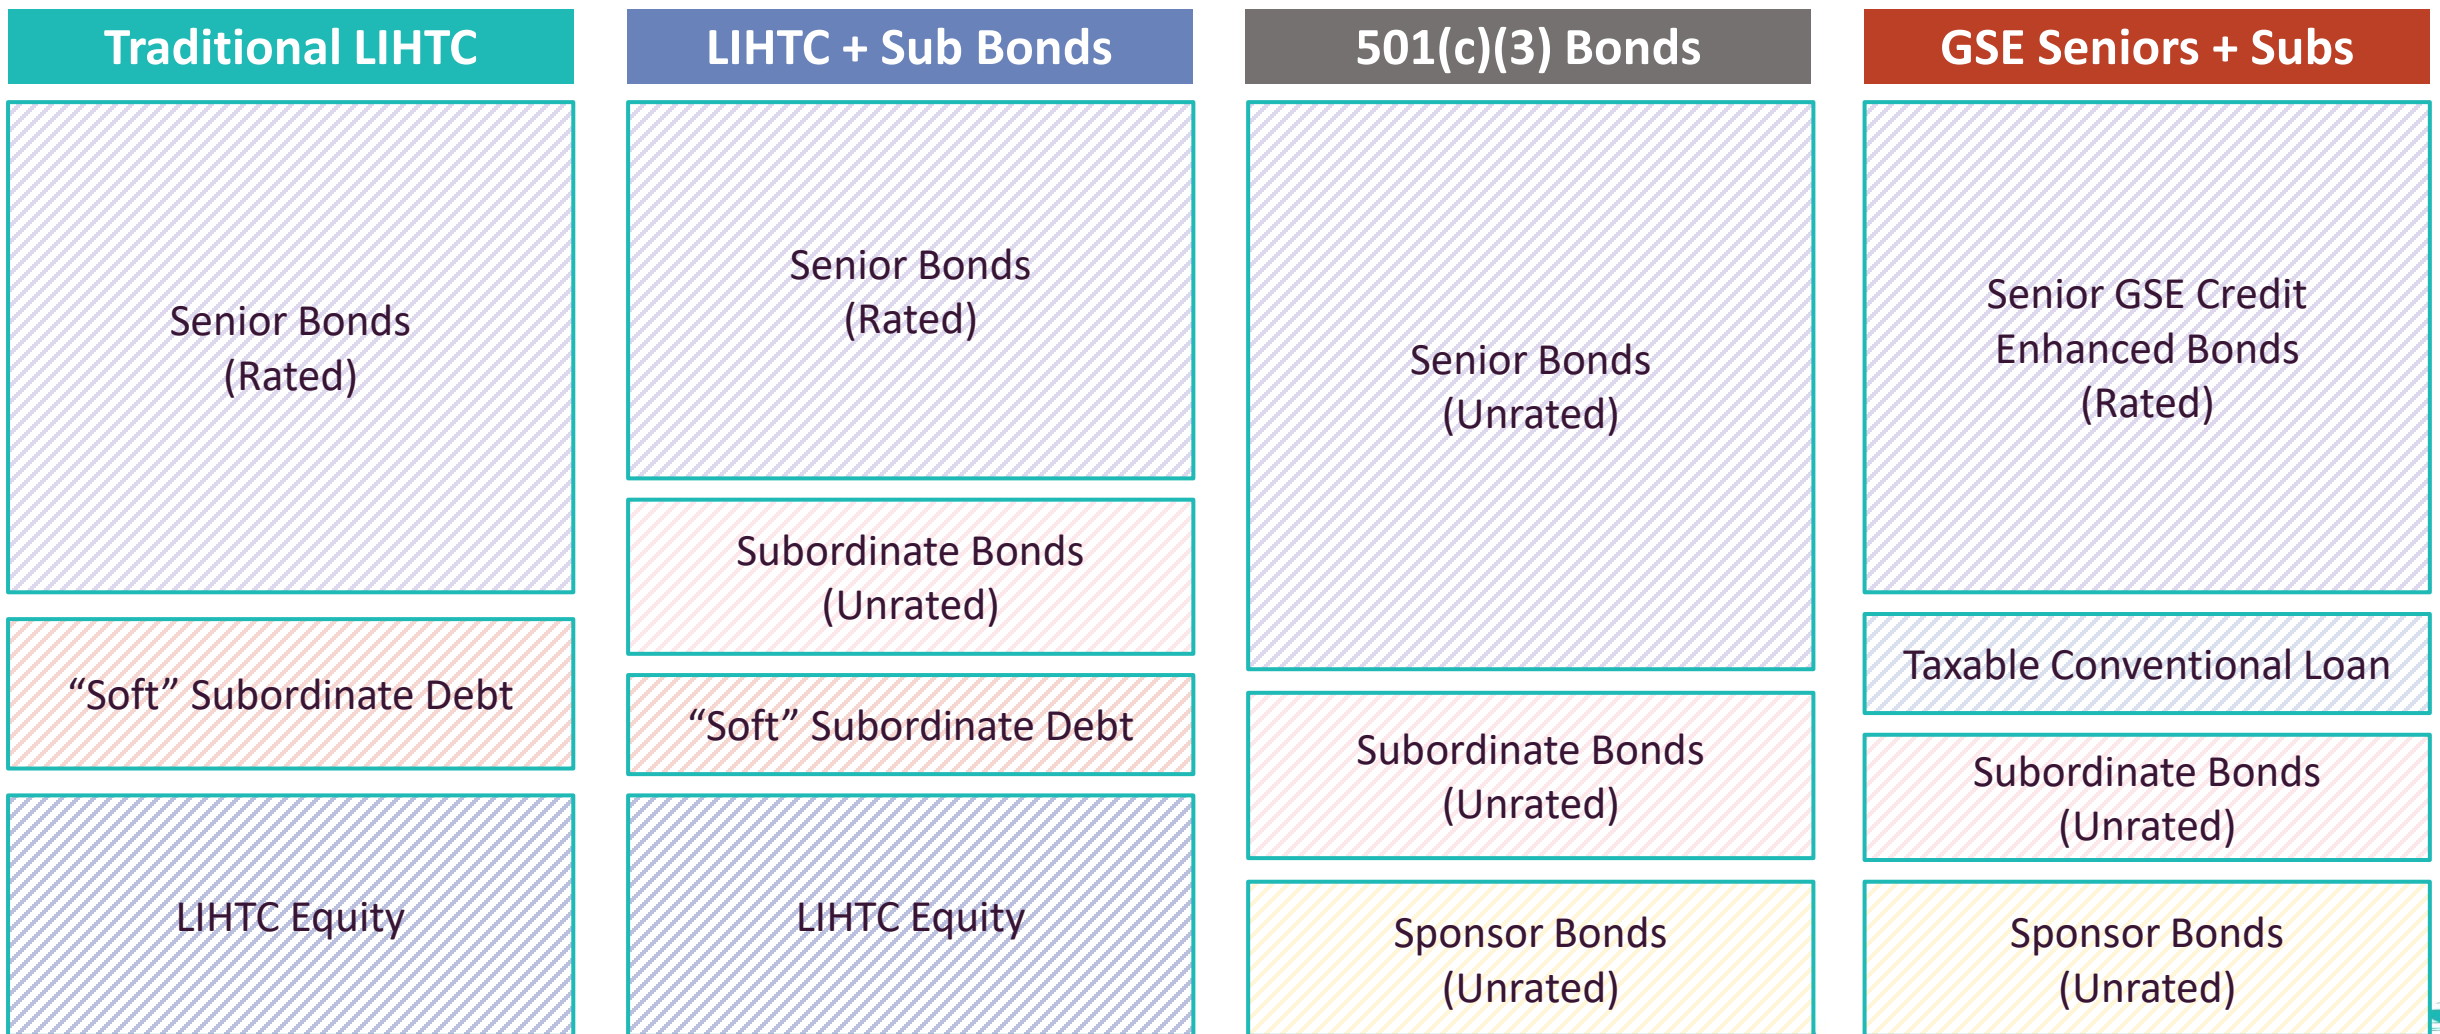 Traditional LIHTC
Senior Bonds
(Rated)
“Soft” Subordinate Debt
LIHTC Equity
LIHTC + Sub Bonds
Senior Bonds
(Rated)
Subordinate Bonds
(Unrated)
“Soft” Subordinate Debt
LIHTC Equity
501(c)(3) Bonds
Senior Bonds
(Unrated)
Subordinate Bonds
(Unrated)
Sponsor Bonds
(Unrated)
GSE Seniors + Subs
Senior GSE Credit
Enhanced Bonds
(Rated)
Taxable Conventional Loan
Subordinate Bonds
(Unrated)
Sponsor Bonds
(Unrated)